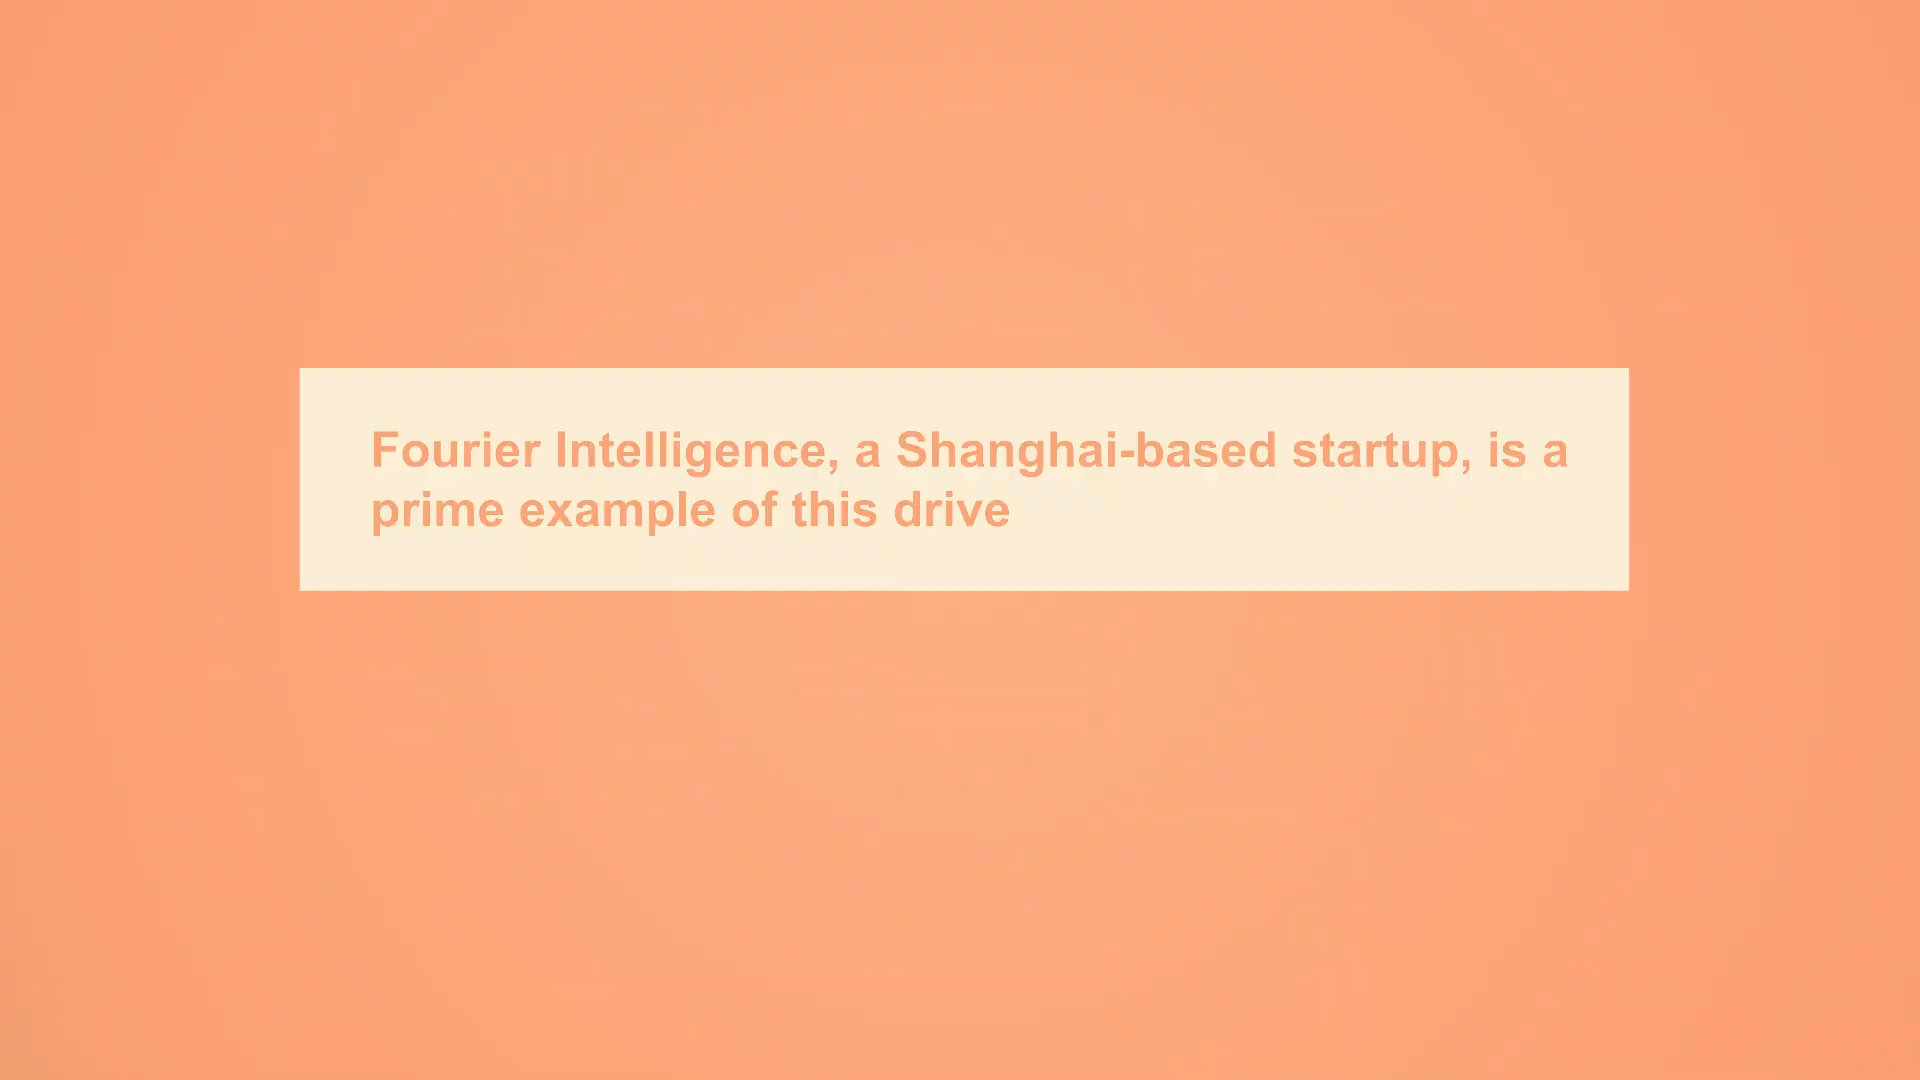 Fourier Intelligence, a Shanghai-based startup, is a
prime example of this drive